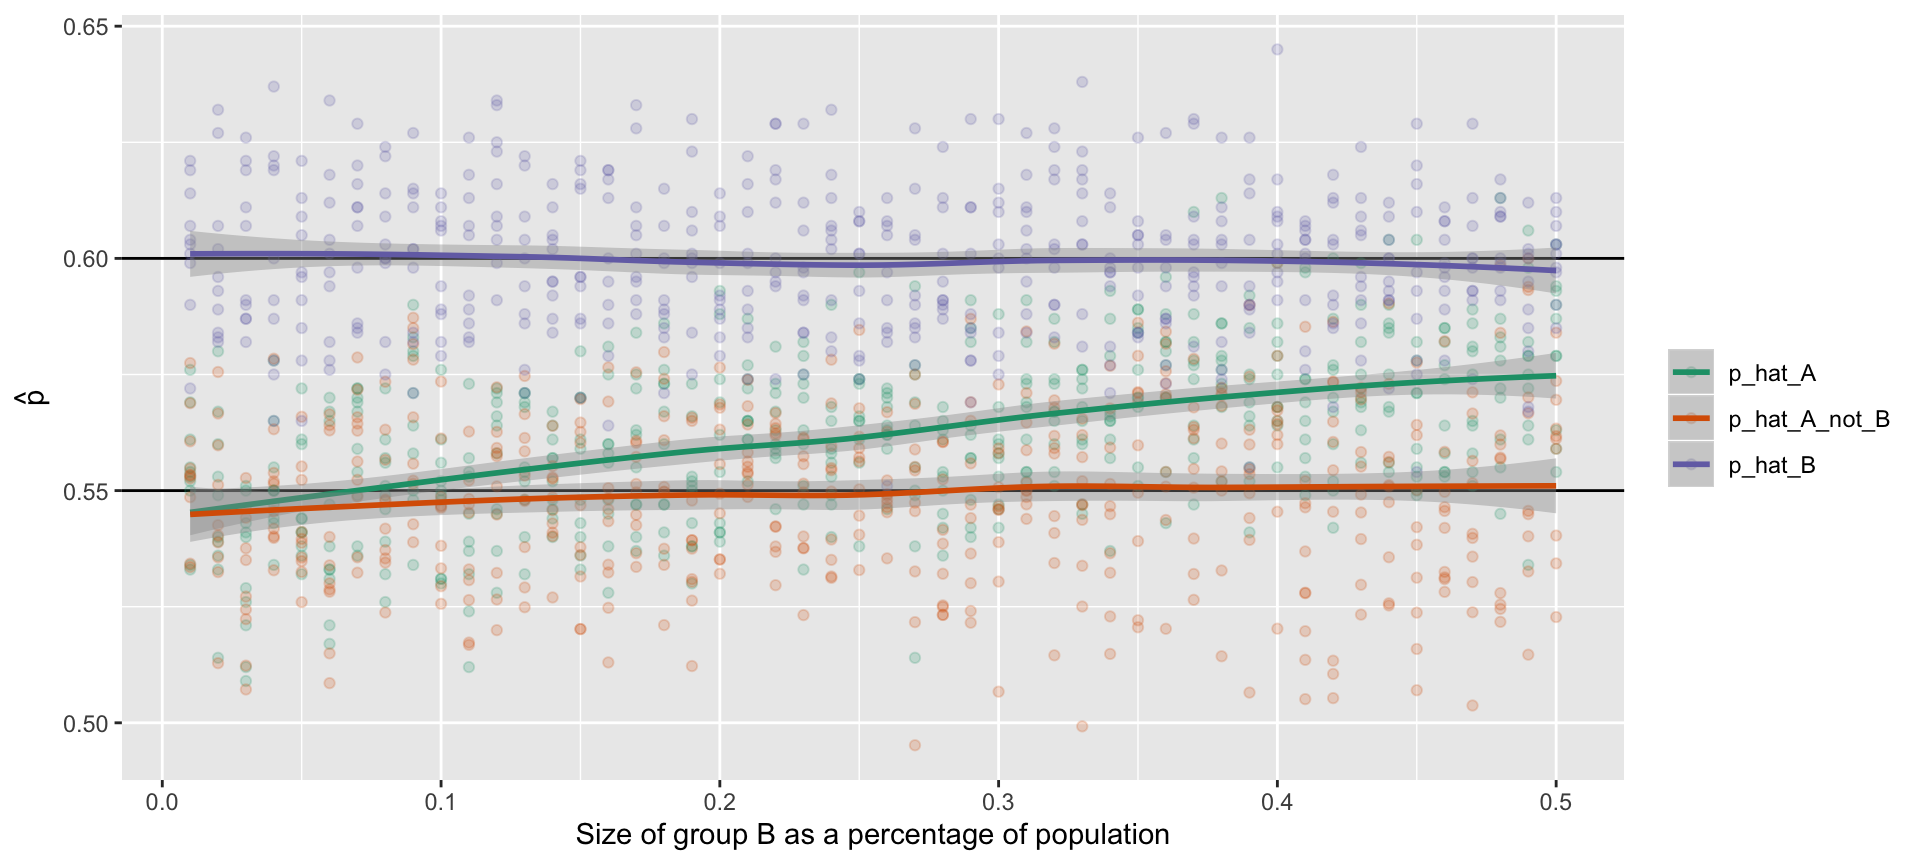 0.65
0.60
0.55
0.50
p̂
0.0 0.1 0.2 0.3 0.4 0.5
Size of group B as a percentage of population
p_hat_A
p_hat_A_not_B
p_hat_B